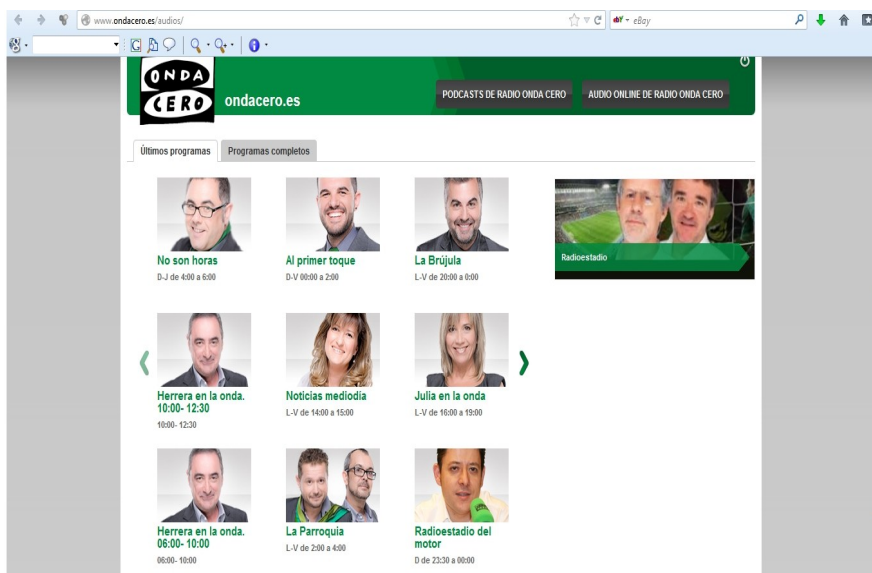 www.ondacero.es/audios/
eBay
ONDA
CERO
ondacero.es
PODCASTS DE RADIO ONDA CERO
AUDIO ONLINE DE RADIO ONDA CERO
Últimos programas
Programas completos
No son horas
D-J de 4:00 a 6:00
Al primer toque
D-V 00:00 a 2:00
La Brújula
L-V de 20:00 a 0:00
Radioestadio
Herrera en la onda.
10:00- 12:30
10:00- 12:30
Noticias mediodía
L-V de 14:00 a 15:00
Julia en la onda
L-V de 16:00 a 19:00
Herrera en la onda.
06:00- 10:00
06:00- 10:00
La Parroquia
L-V de 2:00 a 4:00
Radioestadio del
motor
D de 23:30 a 00:00